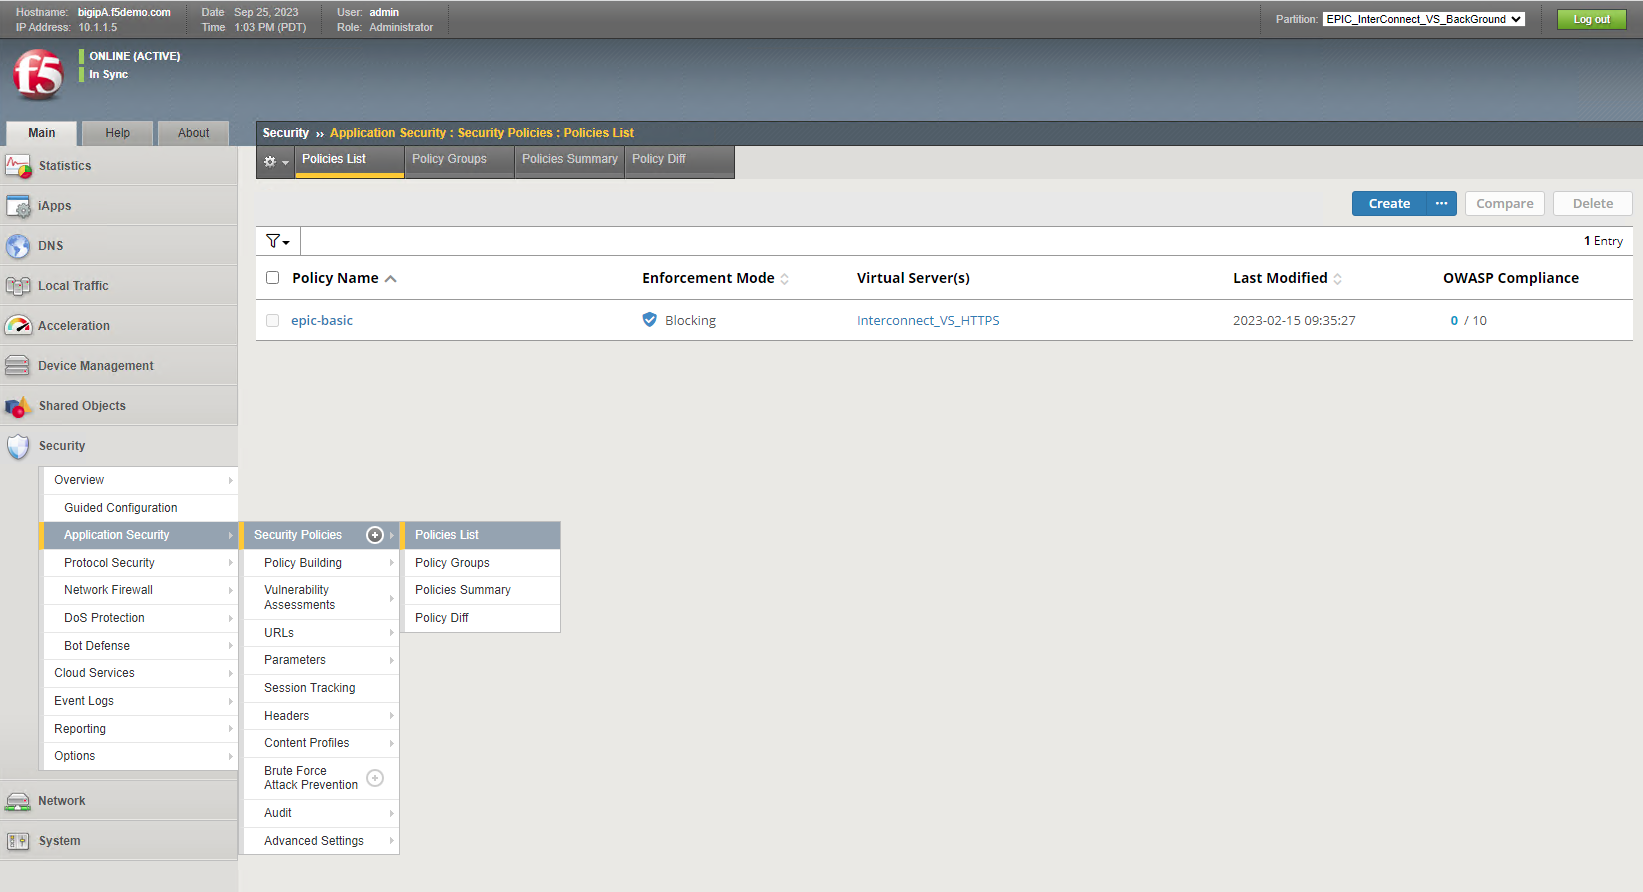 Hostname: bigipA.f5demo.com Date Sep 25, 2023 User: admin Partition: EPIC_InterConnect_VS_BackGround Log out
IP Address: 10.1.1.5 Time 1:03 PM (PDT) Role: Administrator
f5
ONLINE (ACTIVE)
In Sync
Main Help About
Security ›› Application Security : Security Policies : Policies List
Policies List Policy Groups Policies Summary Policy Diff
Create ... Compare Delete
1 Entry
Policy Name Enforcement Mode Virtual Server(s) Last Modified OWASP Compliance
epic-basic Blocking Interconnect_VS_HTTPS 2023-02-15 09:35:27 0 / 10
Statistics
iApps
DNS
Local Traffic
Acceleration
Device Management
Shared Objects
Security
Overview
Guided Configuration
Application Security
Protocol Security
Network Firewall
DoS Protection
Bot Defense
Cloud Services
Event Logs
Reporting
Options
Network
System
Security Policies
Policy Building
Vulnerability
Assessments
URLs
Parameters
Session Tracking
Headers
Content Profiles
Brute Force
Attack Prevention
Audit
Advanced Settings
Policies List
Policy Groups
Policies Summary
Policy Diff